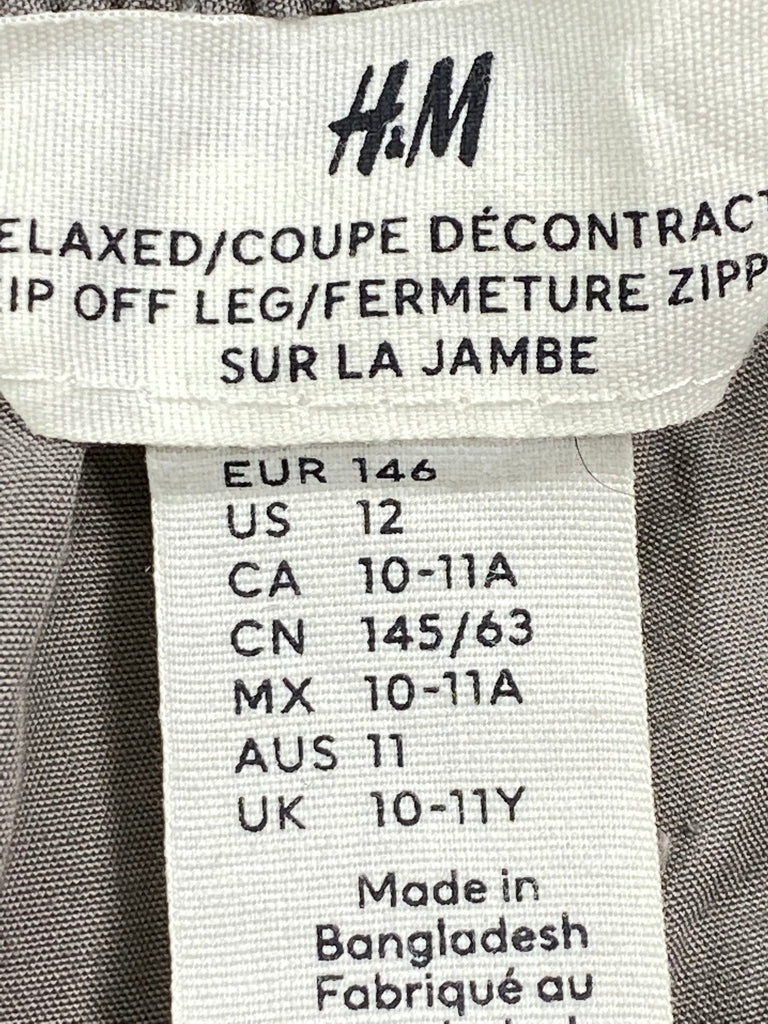 H&M
ELAXED/COUPE DÉCONTRACT
IP OFF LEG/FERMETURE ZIPP
SUR LA JAMBE
EUR 146
US 12
CA 10-11A
CN 145/63
MX 10-11A
AUS 11
UK 10-11Y
Made in
Bangladesh
Fabriqué au